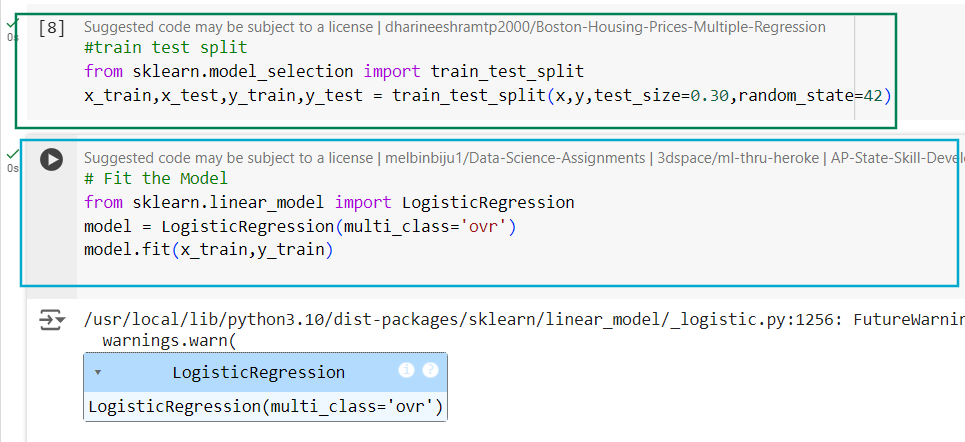 [8] Suggested code may be subject to a license | dharineeshramtp2000/Boston-Housing-Prices-Multiple-Regression
0s
#train test split
from sklearn.model_selection import train_test_split
x_train,x_test,y_train,y_test = train_test_split(x,y,test_size=0.30,random_state=42)
Suggested code may be subject to a license | melbinbiju1/Data-Science-Assignments | 3dspace/ml-thru-heroke | AP-State-Skill-Devel
0s
# Fit the Model
from sklearn.linear_model import LogisticRegression
model = LogisticRegression(multi_class='ovr')
model.fit(x_train,y_train)
/usr/local/lib/python3.10/dist-packages/sklearn/linear_model/_logistic.py:1256: FutureWarnin
warnings.warn(
LogisticRegression i ?
LogisticRegression(multi_class='ovr')